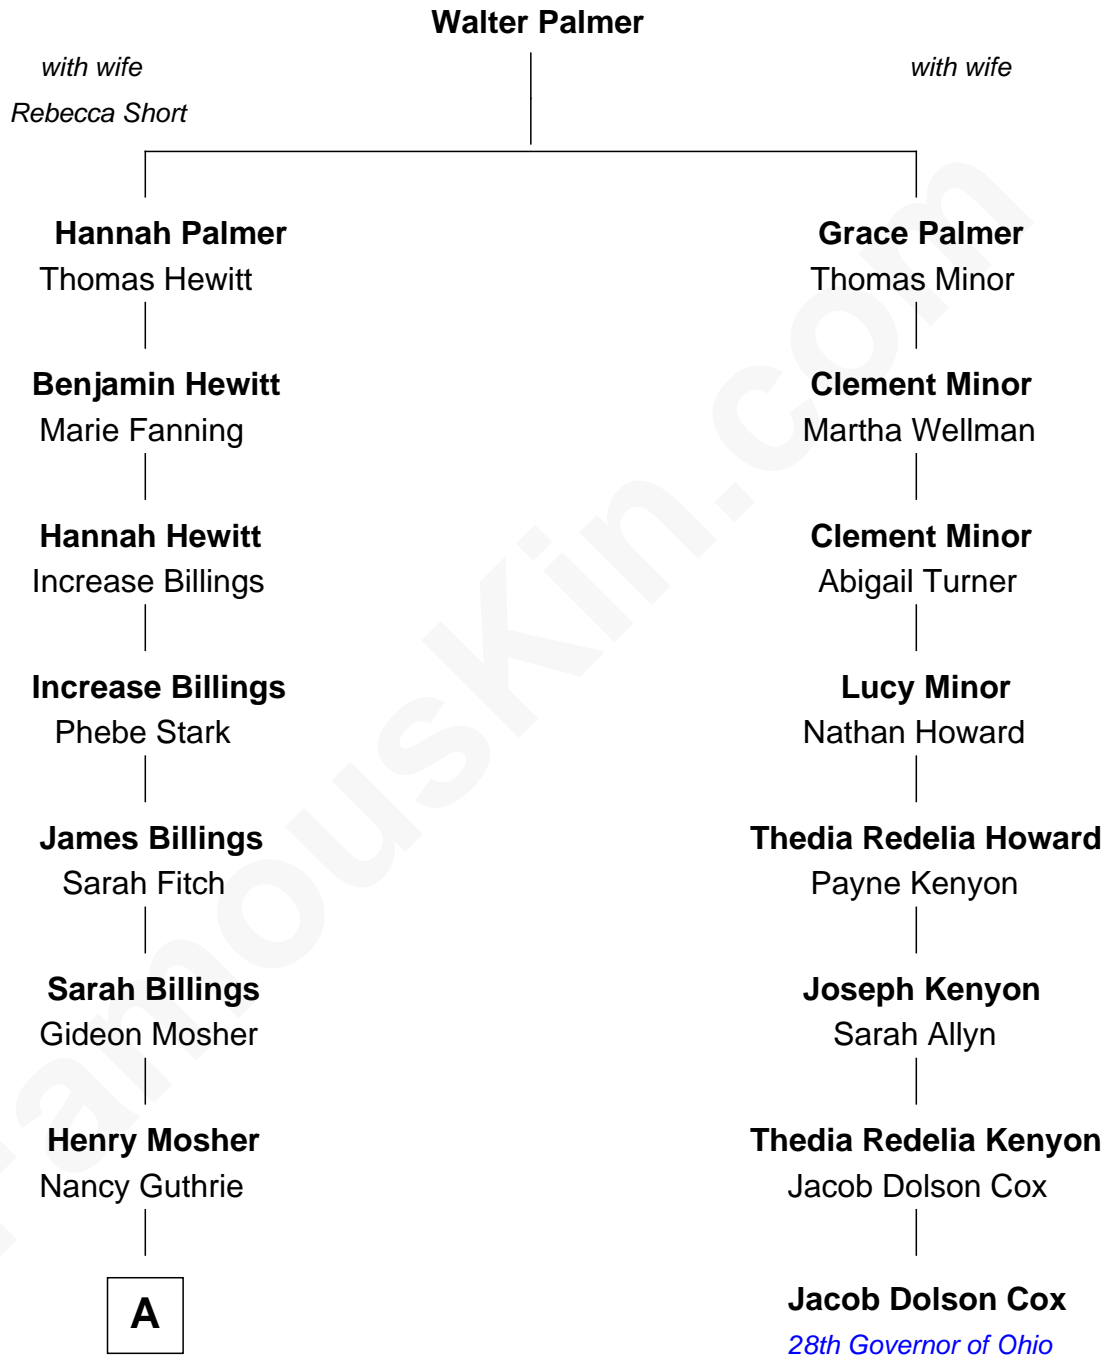 Walter Palmer
with wife
Rebecca Short
with wife
Hannah Palmer
Thomas Hewitt
Grace Palmer
Thomas Minor
Benjamin Hewitt
Marie Fanning
Clement Minor
Martha Wellman
Hannah Hewitt
Increase Billings
Clement Minor
Abigail Turner
Increase Billings
Phebe Stark
Lucy Minor
Nathan Howard
James Billings
Sarah Fitch
Thedia Redelia Howard
Payne Kenyon
Sarah Billings
Gideon Mosher
Joseph Kenyon
Sarah Allyn
Henry Mosher
Nancy Guthrie
Thedia Redelia Kenyon
Jacob Dolson Cox
A
Jacob Dolson Cox
28th Governor of Ohio
FamousKin.com